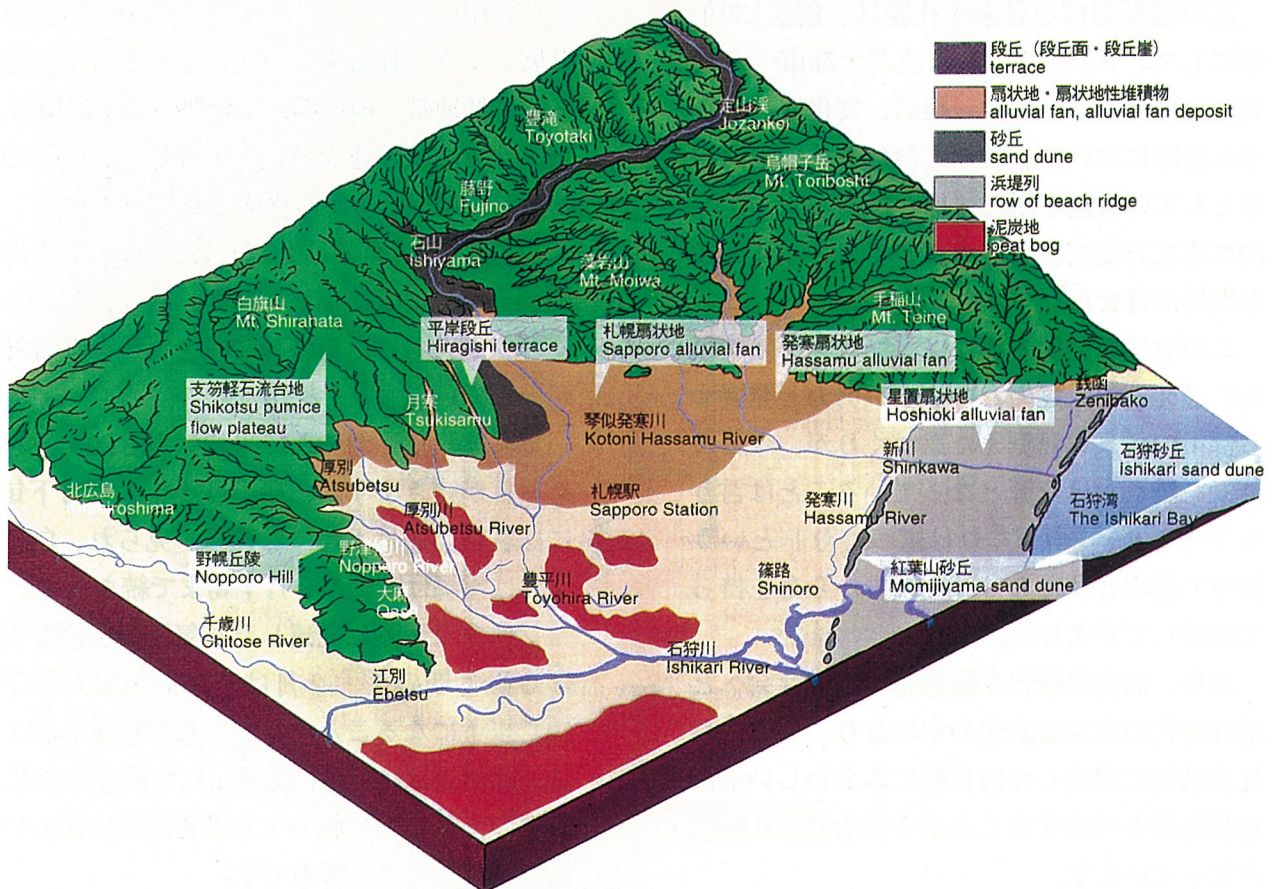 段丘（段丘面・段丘崖）
terrace
扇状地・扇状地性堆積物
alluvial fan, alluvial fan deposit
砂丘
sand dune
浜堤列
row of beach ridge
泥炭地
peat bog
定山渓
Jozankei
豊滝
Toyotaki
烏帽子岳
Mt. Toriboshi
藤野
Fujino
石山
Ishiyama
藻岩山
Mt. Moiwa
手稲山
Mt. Teine
白旗山
Mt. Shirahata
平岸段丘
Hiragishi terrace
札幌扇状地
Sapporo alluvial fan
発寒扇状地
Hassamu alluvial fan
支笏軽石流台地
Shikotsu pumice
flow plateau
月寒
Tsukisamu
星置扇状地
Hoshioki alluvial fan
銭函
Zenibako
琴似発寒川
Kotoni Hassamu River
新川
Shinkawa
石狩砂丘
Ishikari sand dune
厚別
Atsubetsu
北広島
札幌駅
Sapporo Station
発寒川
Hassamu River
石狩湾
The Ishikari Bay
厚別川
Atsubetsu River
野幌丘陵
Nopporo Hill
Nopporo River
豊平川
Toyohira River
篠路
Shinoro
紅葉山砂丘
Momijiyama sand dune
千歳川
Chitose River
石狩川
Ishikari River
江別
Ebetsu